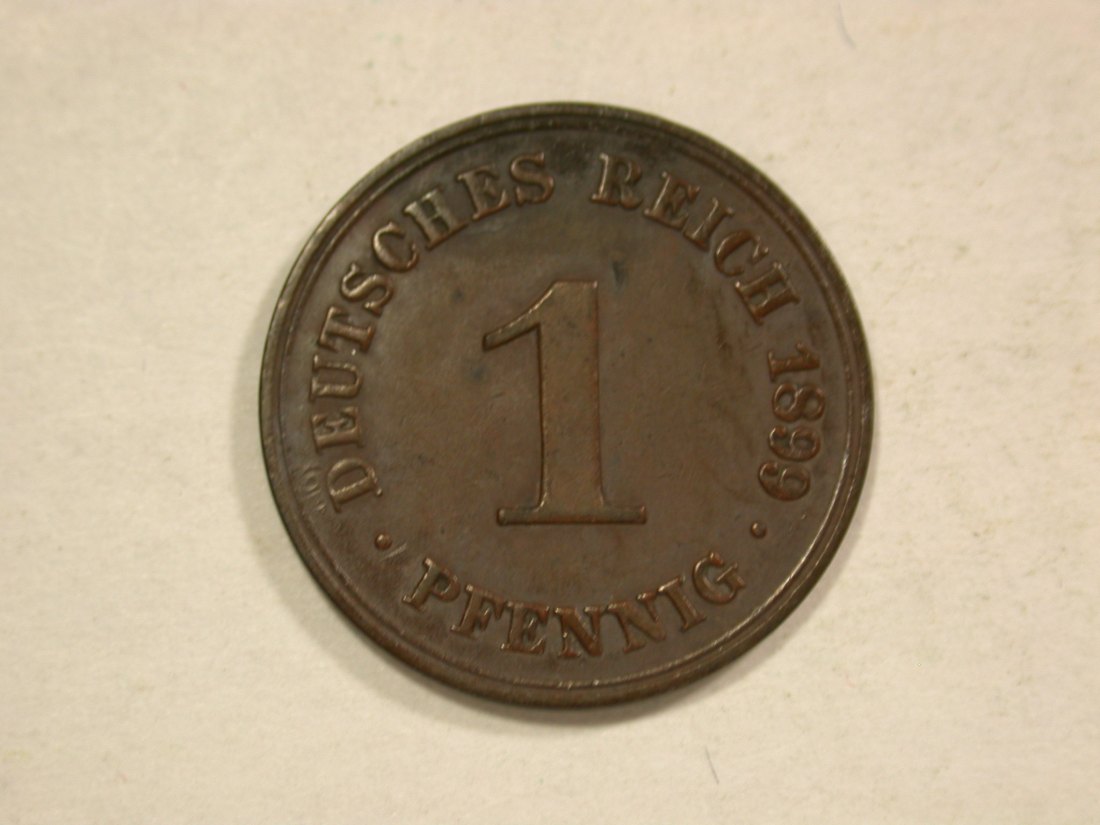 DEUTSCHES REICH 1899
1
· PFENNIG ·